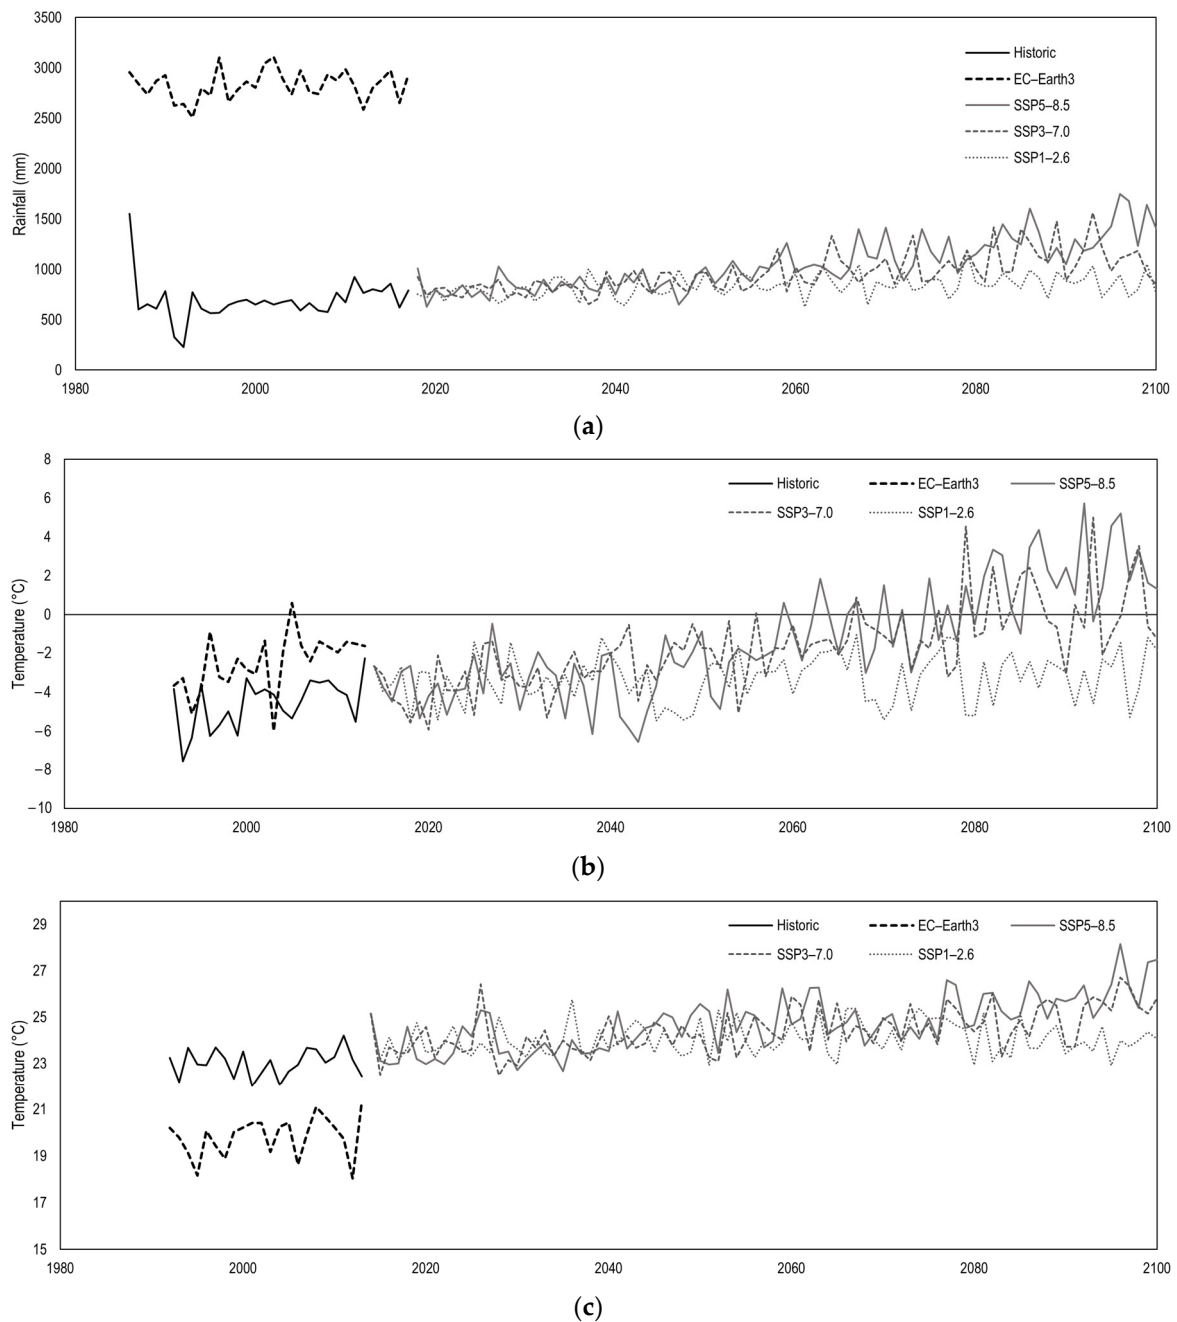 3500
3000
2500
2000
1500
1000
500
0
Rainfall (mm)
Historic
EC–Earth3
SSP5–8.5
SSP3–7.0
SSP1–2.6
1980 2000 2020 2040 2060 2080 2100
(a)
8
6
4
2
0
–2
–4
–6
–8
–10
Temperature (°C)
Historic EC–Earth3 SSP5–8.5
SSP3–7.0 SSP1–2.6
1980 2000 2020 2040 2060 2080 2100
(b)
29
27
25
23
21
19
17
15
Temperature (°C)
Historic EC–Earth3 SSP5–8.5
SSP3–7.0 SSP1–2.6
1980 2000 2020 2040 2060 2080 2100
(c)